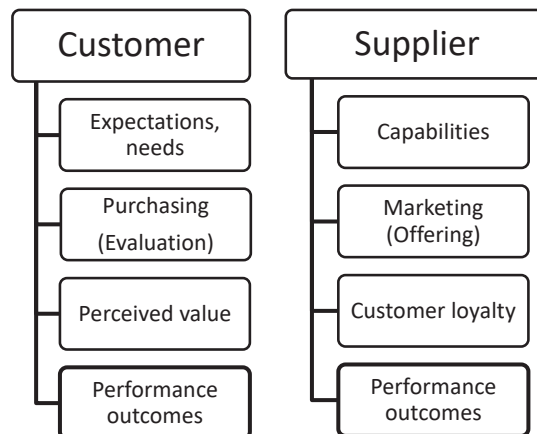 Customer
Expectations,
needs
Purchasing
(Evaluation)
Perceived value
Performance
outcomes
Supplier
Capabilities
Marketing
(Offering)
Customer loyalty
Performance
outcomes